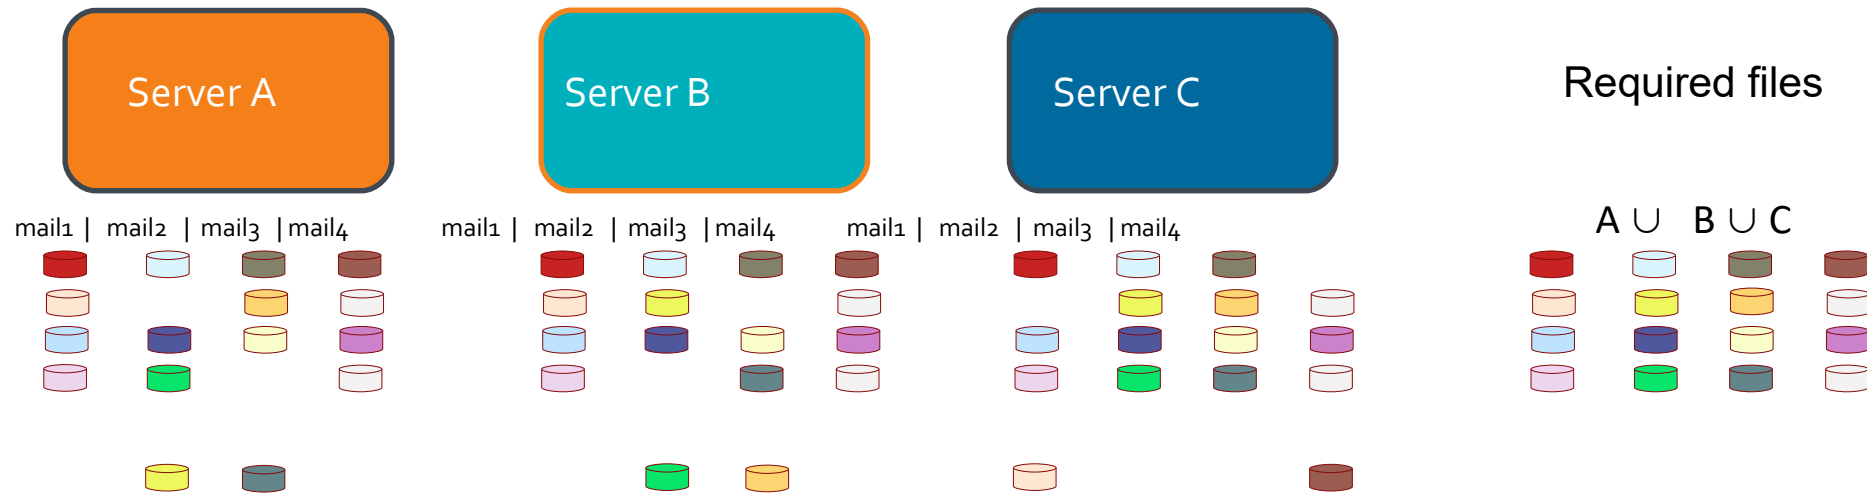 Server A
Server B
Server C
Required files
mail1 | mail2 | mail3 | mail4
mail1 | mail2 | mail3 | mail4
mail1 | mail2 | mail3 | mail4
A ∪ B ∪ C